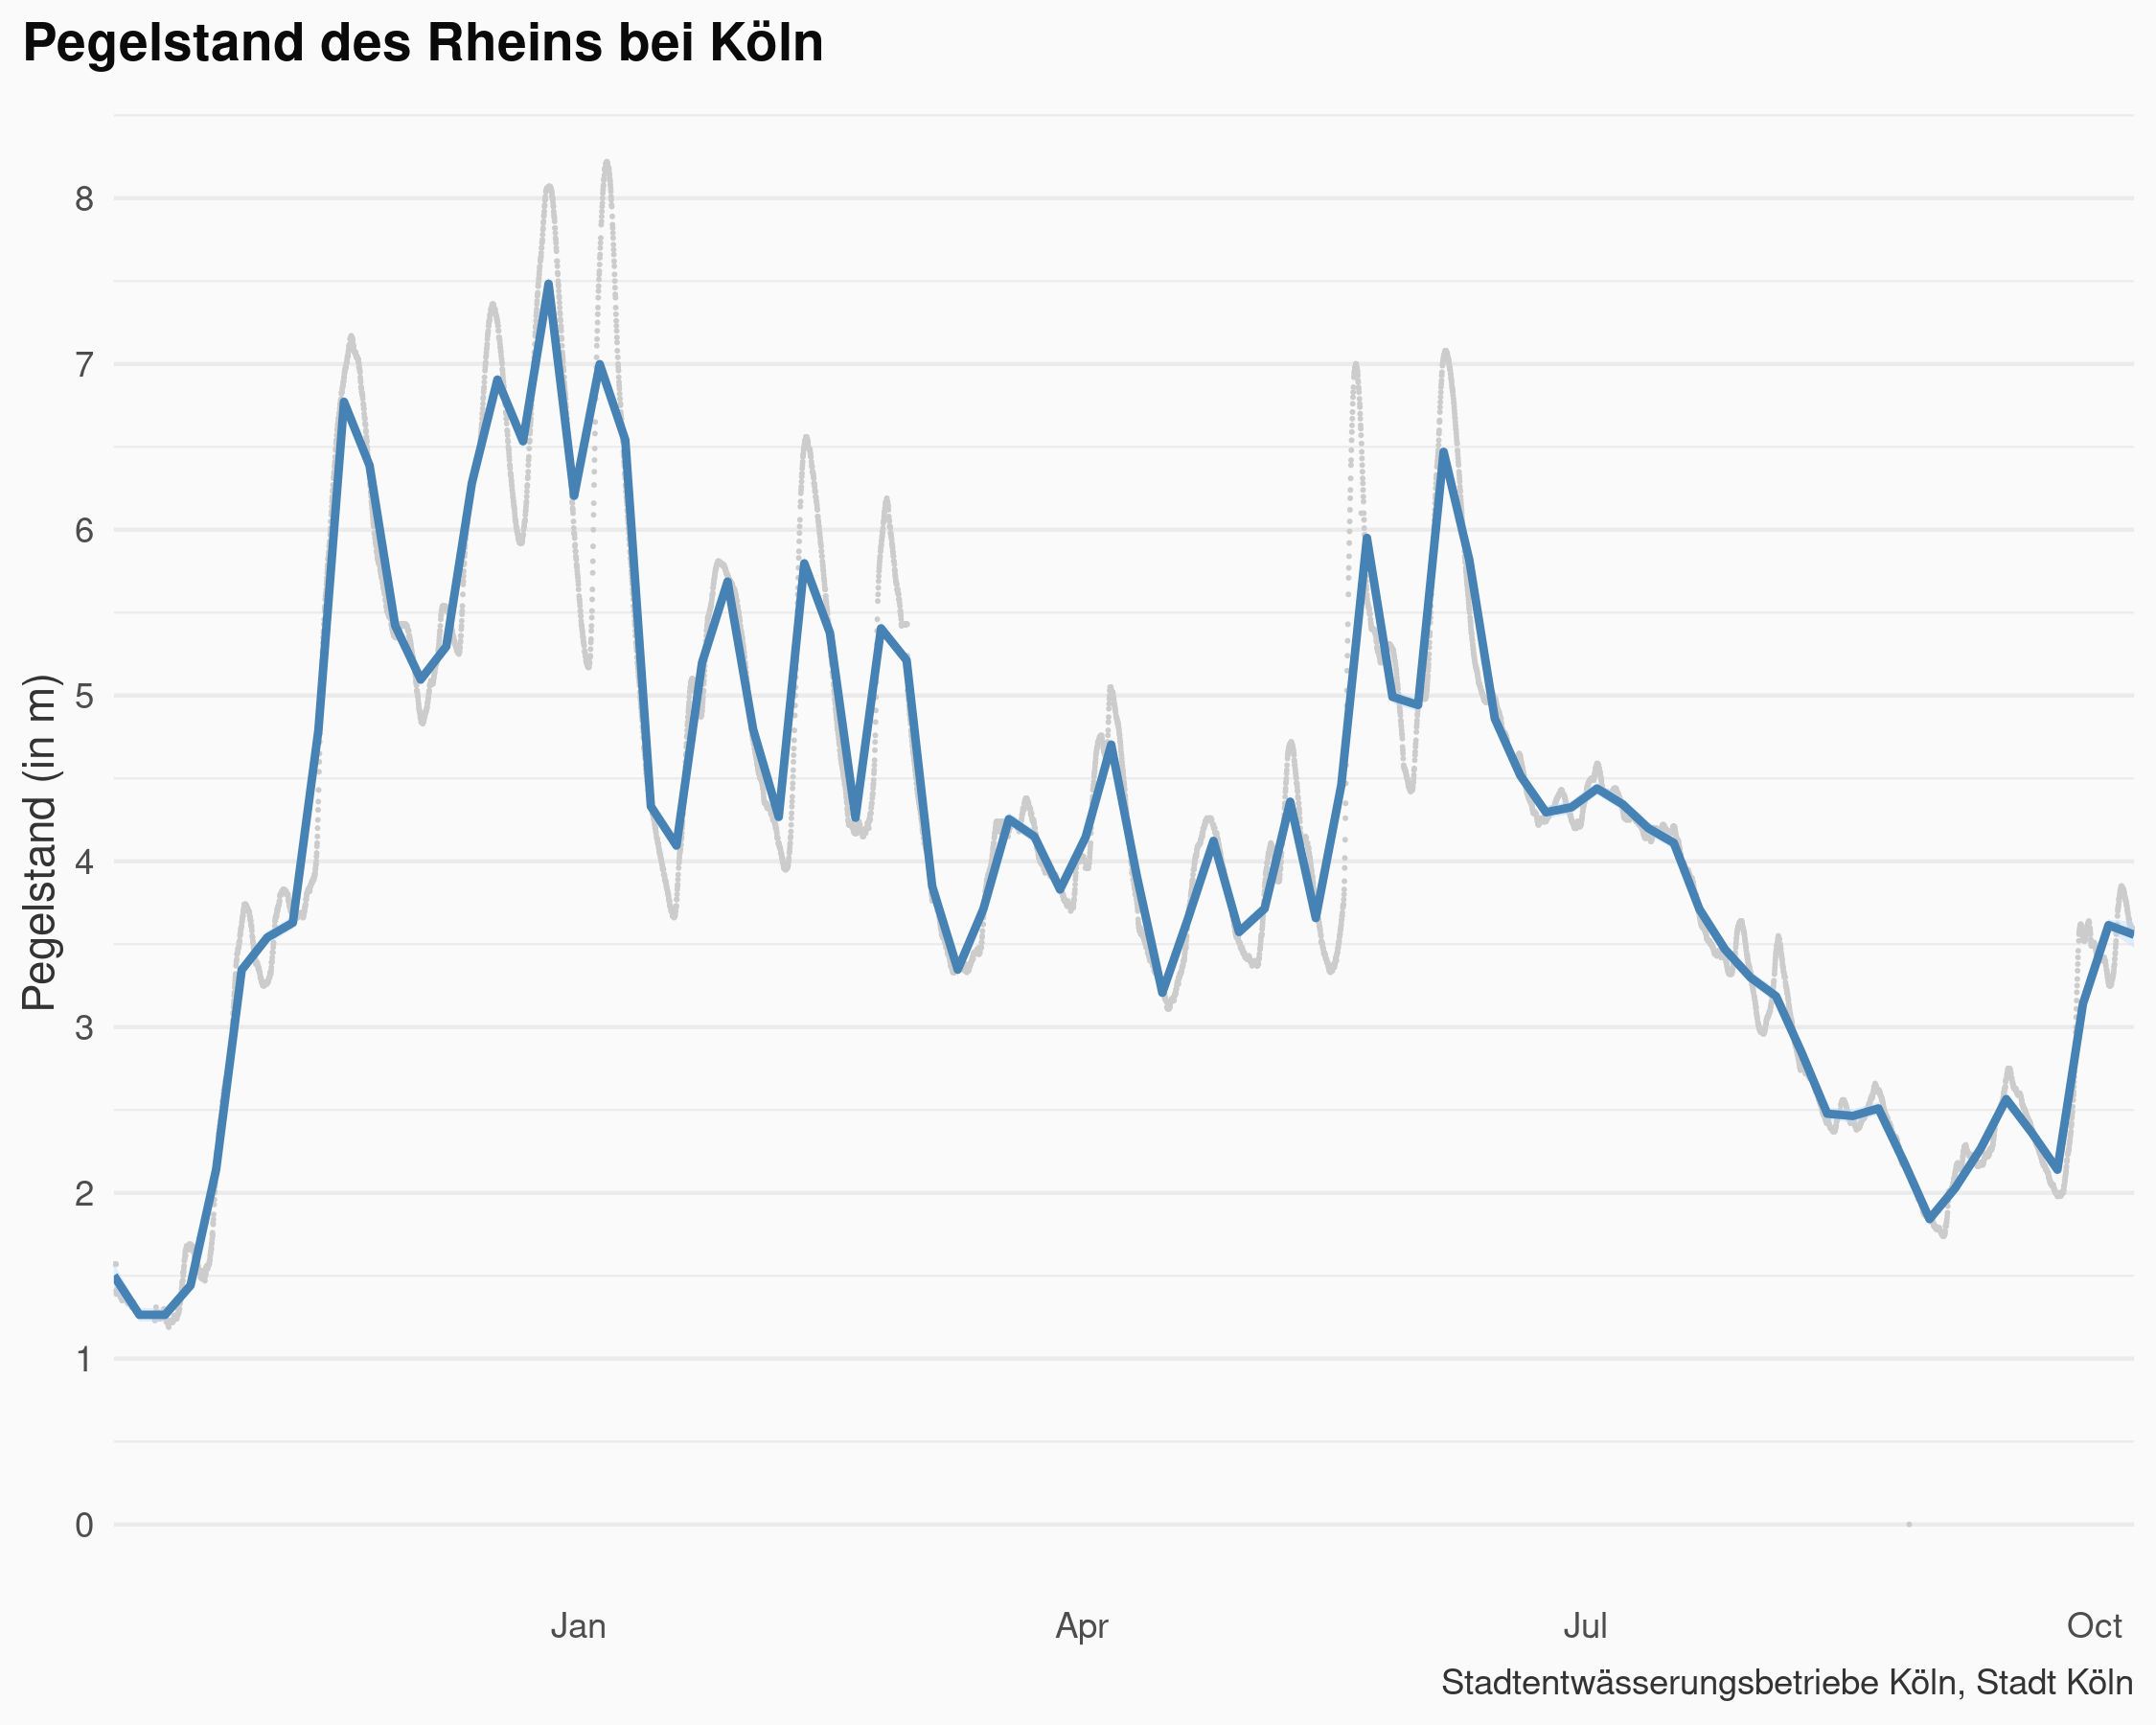 Pegelstand des Rheins bei Köln
Pegelstand (in m)
8
7
6
5
4
3
2
1
0
Jan Apr Jul Oct
Stadtentwässerungsbetriebe Köln, Stadt Köln